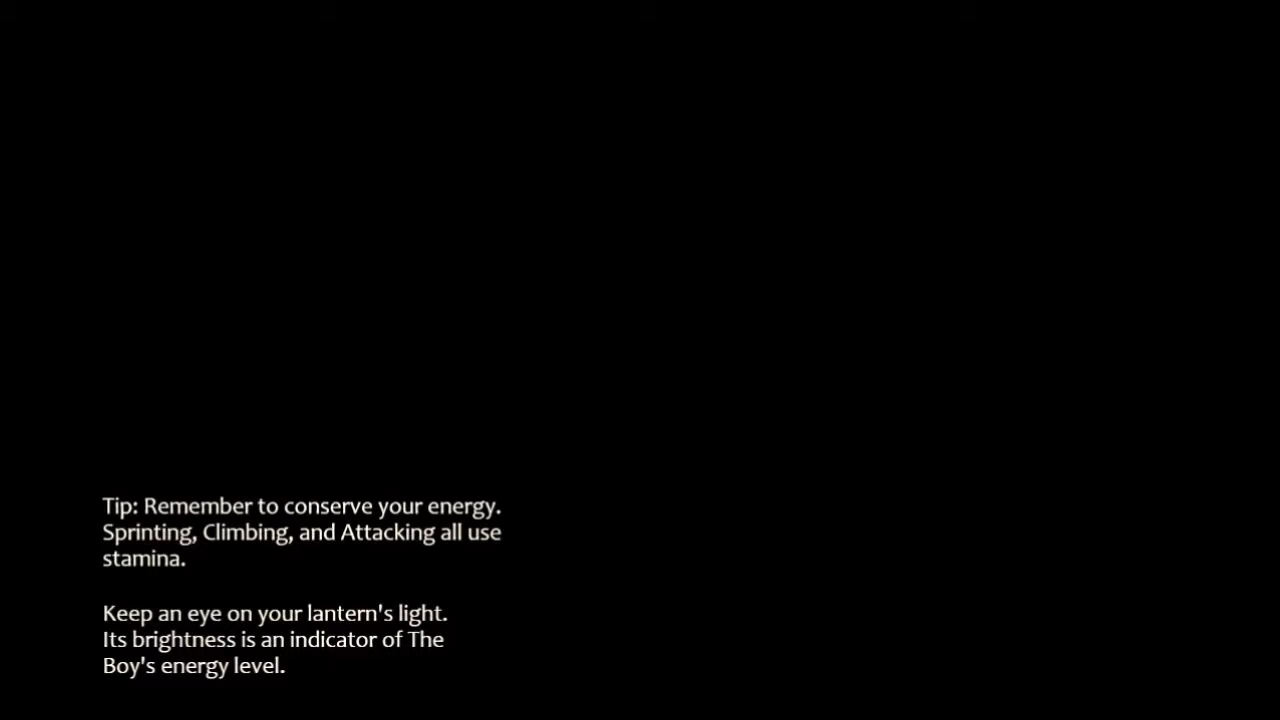 Tip: Remember to conserve your energy.
Sprinting, Climbing, and Attacking all use
stamina.
Keep an eye on your lantern's light.
Its brightness is an indicator of The
Boy's energy level.